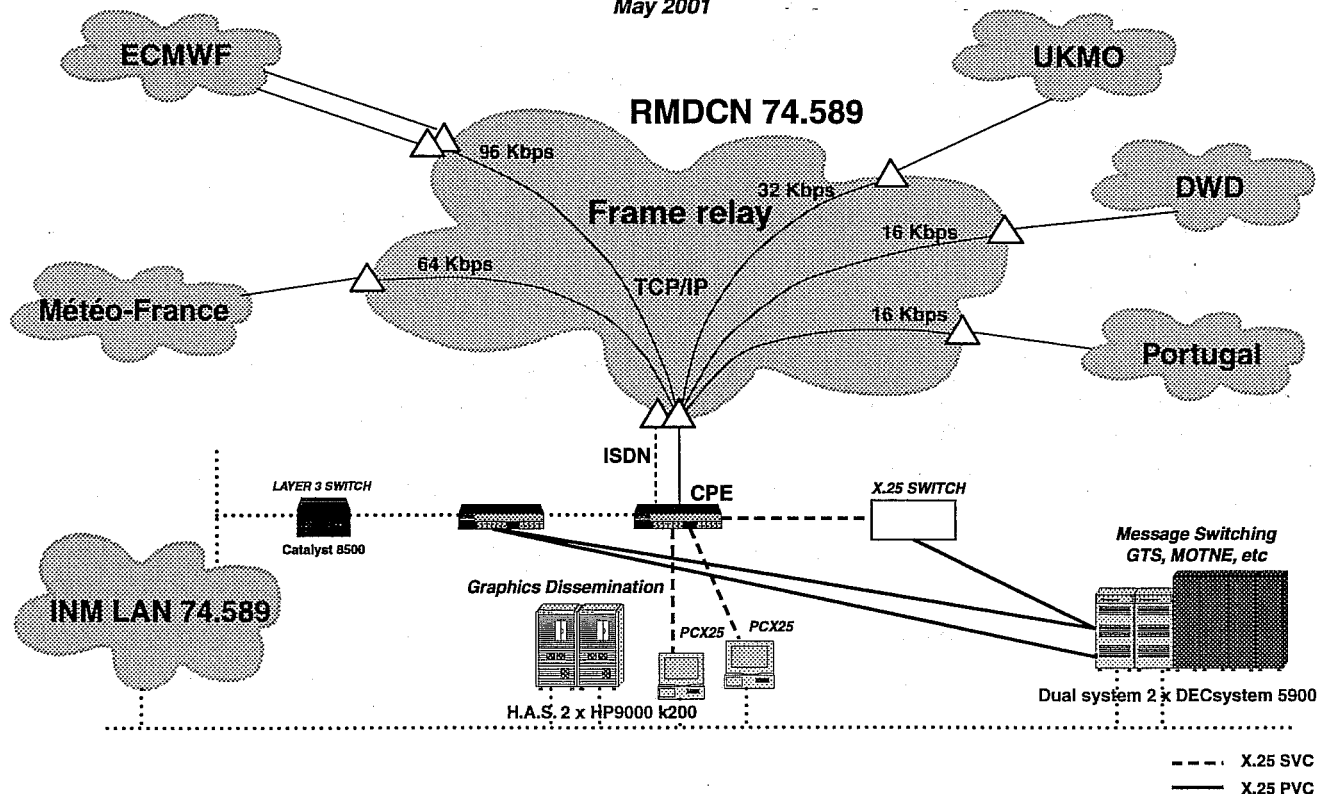 May 2001
ECMWF
UKMO
RMDCN 74.589
96 Kbps
32 Kbps
DWD
Frame relay
16 Kbps
64 Kbps
TCP/IP
Météo-France
16 Kbps
Portugal
ISDN
CPE
LAYER 3 SWITCH
X.25 SWITCH
Catalyst 8500
Message Switching
GTS, MOTNE, etc
Graphics Dissemination
INM LAN 74.589
PCX25
PCX25
H.A.S. 2 x HP9000 k200
Dual system 2 x DECsystem 5900
X.25 SVC
X.25 PVC